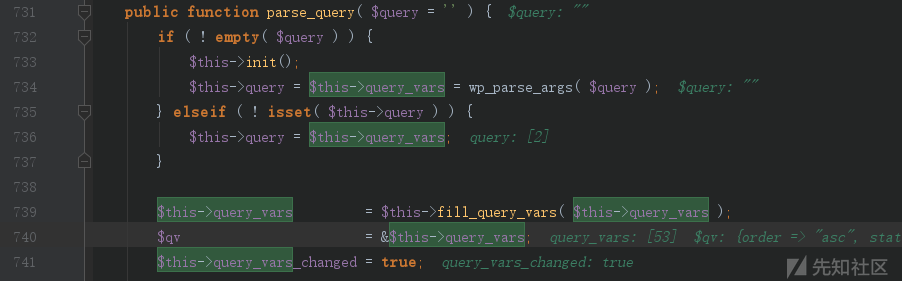 731 public function parse_query( $query = '' ) { $query: ""
732 if ( ! empty( $query ) ) {
733 $this->init();
734 $this->query = $this->query_vars = wp_parse_args( $query ); $query: ""
735 } elseif ( ! isset( $this->query ) ) {
736 $this->query = $this->query_vars; query: [2]
737 }
738
739 $this->query_vars = $this->fill_query_vars( $this->query_vars );
740 $qv = &$this->query_vars; query_vars: [53] $qv: {order => "asc", stat
741 $this->query_vars_changed = true; query_vars_changed: true
先知社区